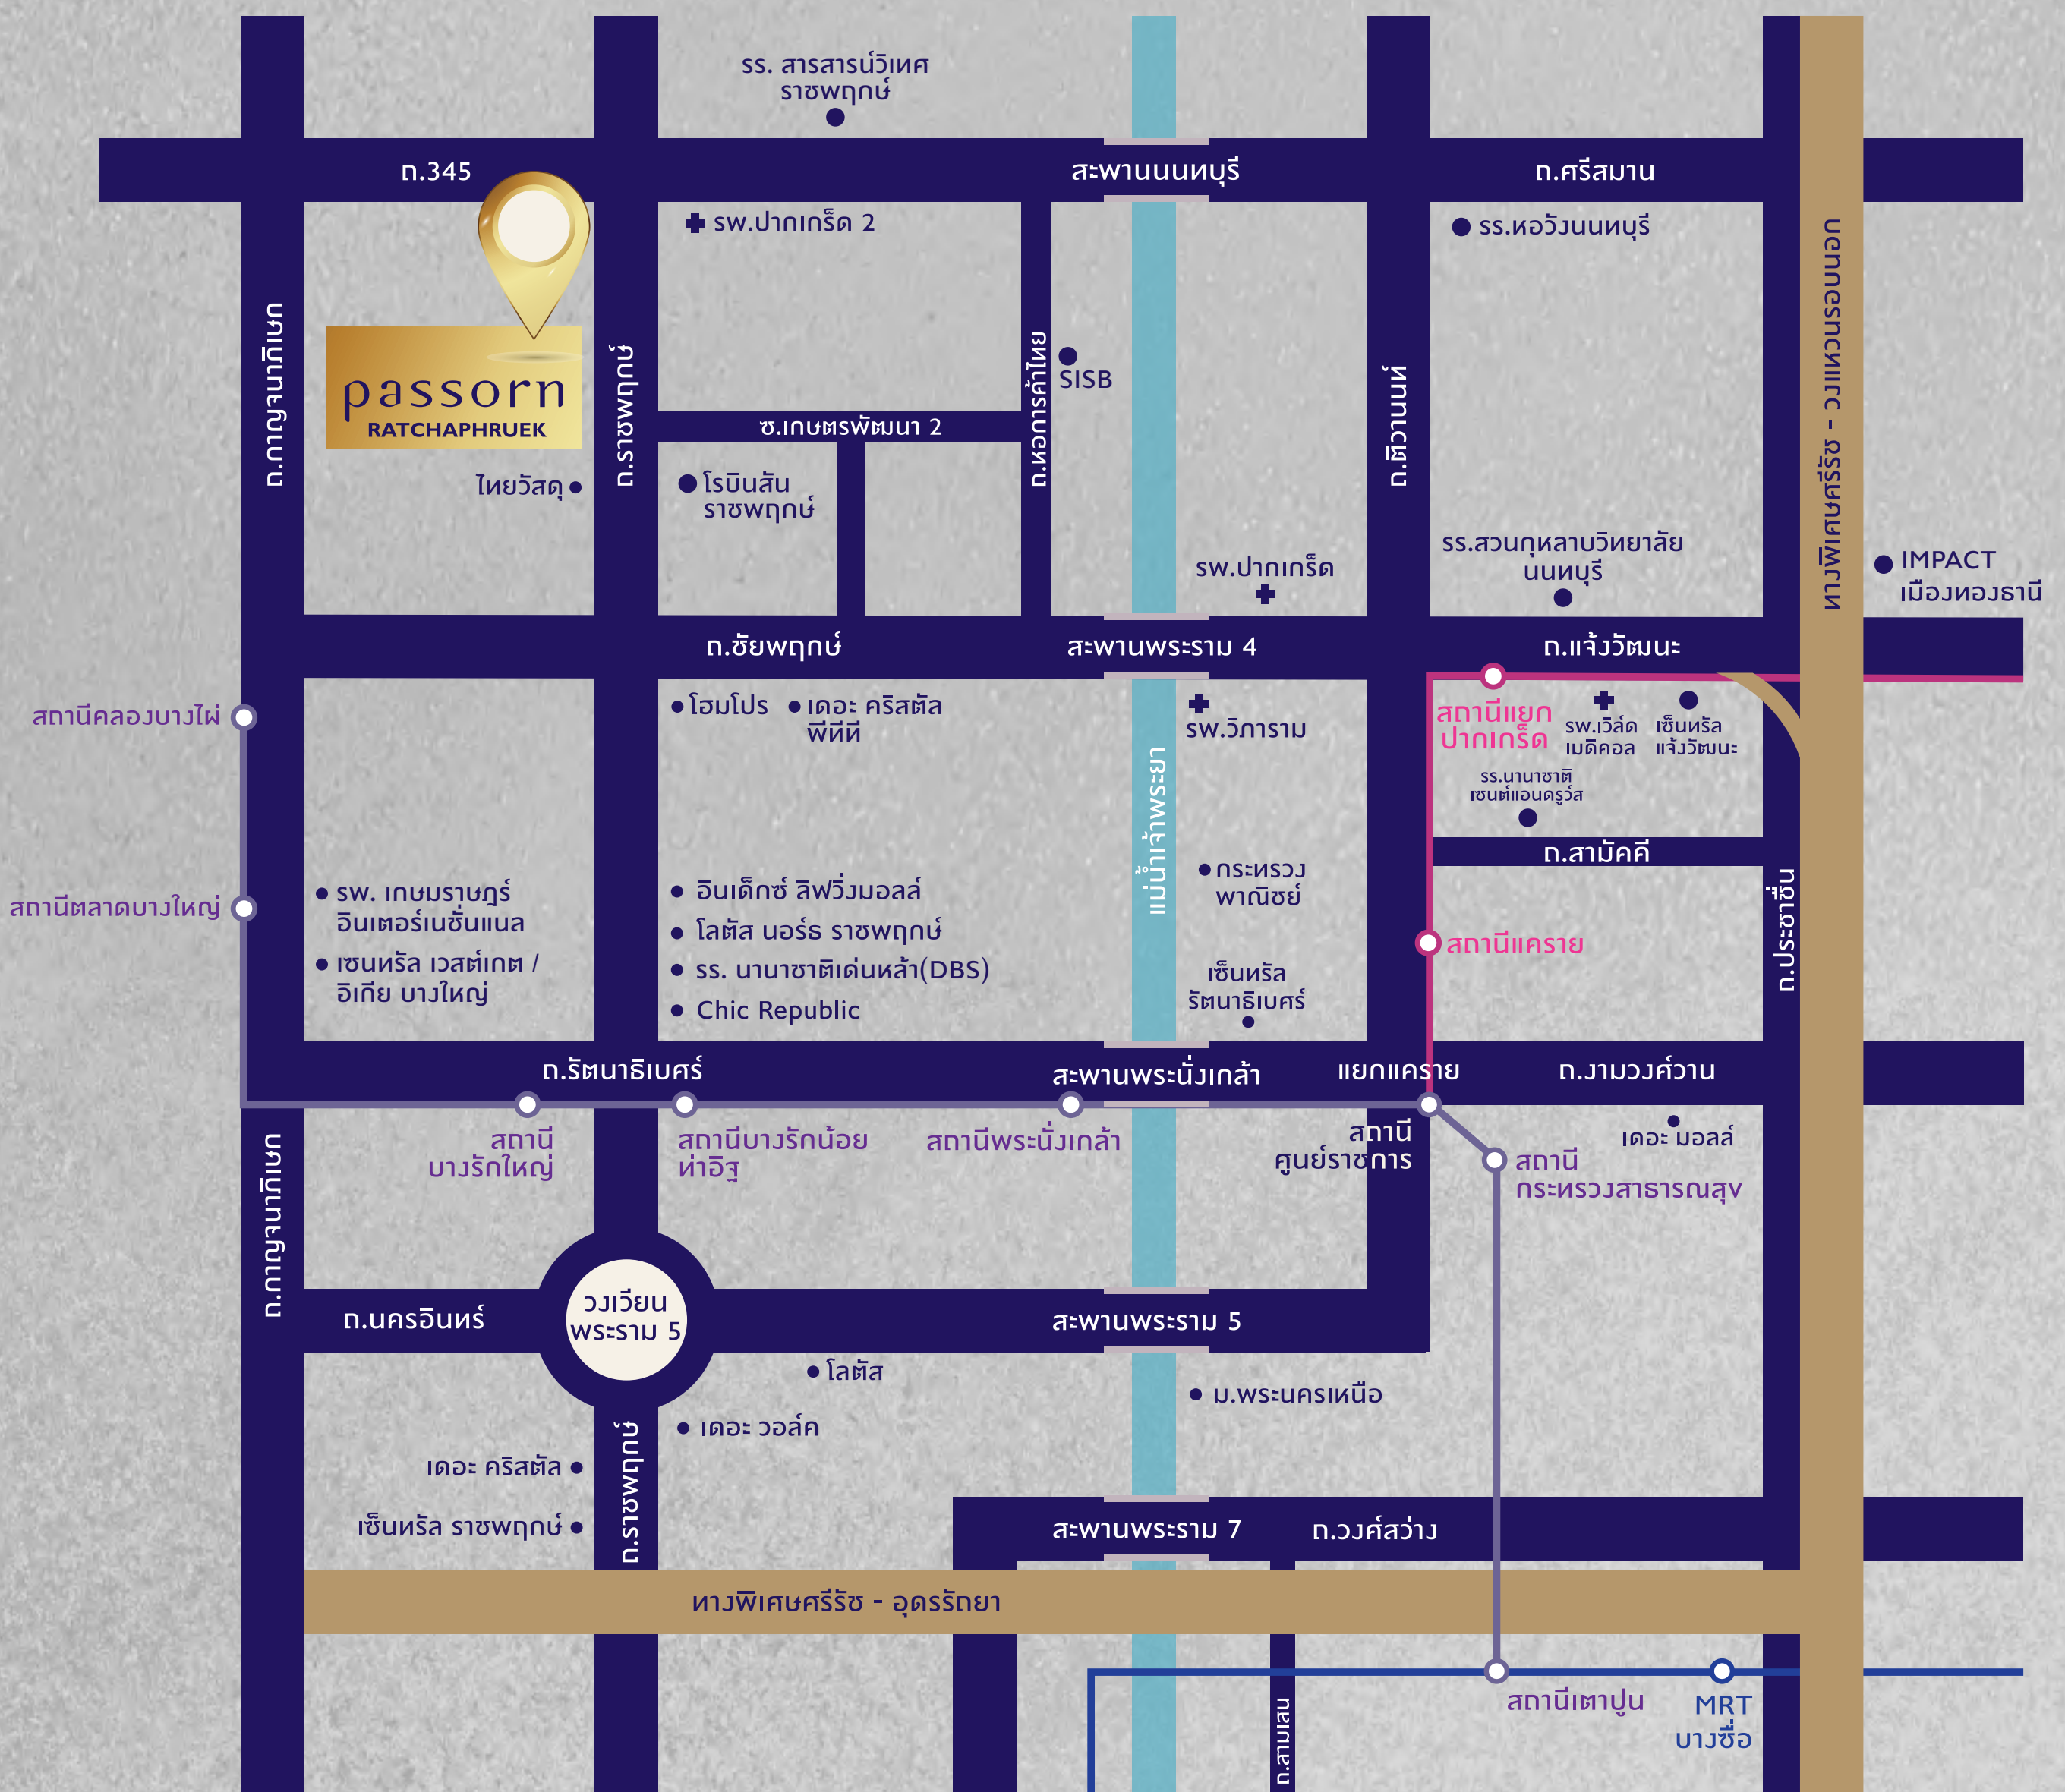 รร. สารสารน์วิเทศ
ราชพฤกษ์
ถ.345
สะพานนนทบุรี
ถ.ศรีสมาน
รพ.ปากเกร็ด 2
รร.หอวังนนทบุรี
ถ.กาญจนาภิเษก
passorn
RATCHAPHRUEK
ถ.ราชพฤกษ์
ถ.หอการค้าไทย
SISB
ถ.ติวานนท์
ทางพิเศษศรีรัช - วงแหวนรอบนอก
ซ.เกษตรพัฒนา 2
ไทยวัสดุ
โรบินสัน
ราชพฤกษ์
รพ.ปากเกร็ด
รร.สวนกุหลาบวิทยาลัย
นนทบุรี
IMPACT
เมืองทองธานี
ถ.ชัยพฤกษ์
สะพานพระราม 4
ถ.แจ้งวัฒนะ
สถานีคลองบางไผ่
โฮมโปร
เดอะ คริสตัล
พีทีที
รพ.วิภาราม
สถานีแยก
ปากเกร็ด
รพ.เวิล์ด
เมดิคอล
เซ็นทรัล
แจ้งวัฒนะ
รร.นานาชาติ
เซนต์แอนดรูว์ส
แม่น้ำเจ้าพระยา
ถ.สามัคคี
ถ.ประชาชื่น
สถานีตลาดบางใหญ่
รพ. เกษมราษฎร์
อินเตอร์เนชั่นแนล
เซนทรัล เวสต์เกต /
อิเกีย บางใหญ่
อินเด็กซ์ ลิฟวิ่งมอลล์
โลตัส นอร์ธ ราชพฤกษ์
รร. นานาชาติเด่นหล้า(DBS)
Chic Republic
กระทรวง
พาณิชย์
สถานีแคราย
เซ็นทรัล
รัตนาธิเบศร์
ถ.รัตนาธิเบศร์
สะพานพระนั่งเกล้า
แยกแคราย
ถ.งามวงศ์วาน
สถานี
บางรักใหญ่
สถานีบางรักน้อย
ท่าอิฐ
สถานีพระนั่งเกล้า
สถานี
ศูนย์ราชการ
สถานี
กระทรวงสาธารณสุข
เดอะ มอลล์
ถ.กาญจนาภิเษก
ถ.นครอินทร์
วงเวียน
พระราม 5
สะพานพระราม 5
โลตัส
ม.พระนครเหนือ
เดอะ วอล์ค
เดอะ คริสตัล
เซ็นทรัล ราชพฤกษ์
ถ.ราชพฤกษ์
สะพานพระราม 7
ถ.วงศ์สว่าง
ทางพิเศษศรีรัช - อุดรรัถยา
สถานีเตาปูน
MRT
บางซื่อ
ถ.สามเสน